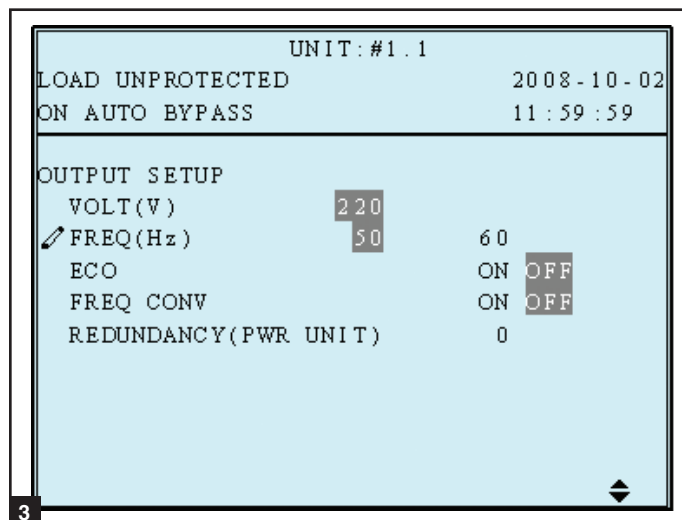 UNIT:#1.1
LOAD UNPROTECTED 2008-10-02
ON AUTO BYPASS 11:59:59
OUTPUT SETUP
VOLT(V) 220
FREQ(Hz) 50 60
ECO ON OFF
FREQ CONV ON OFF
REDUNDANCY(PWR UNIT) 0
3